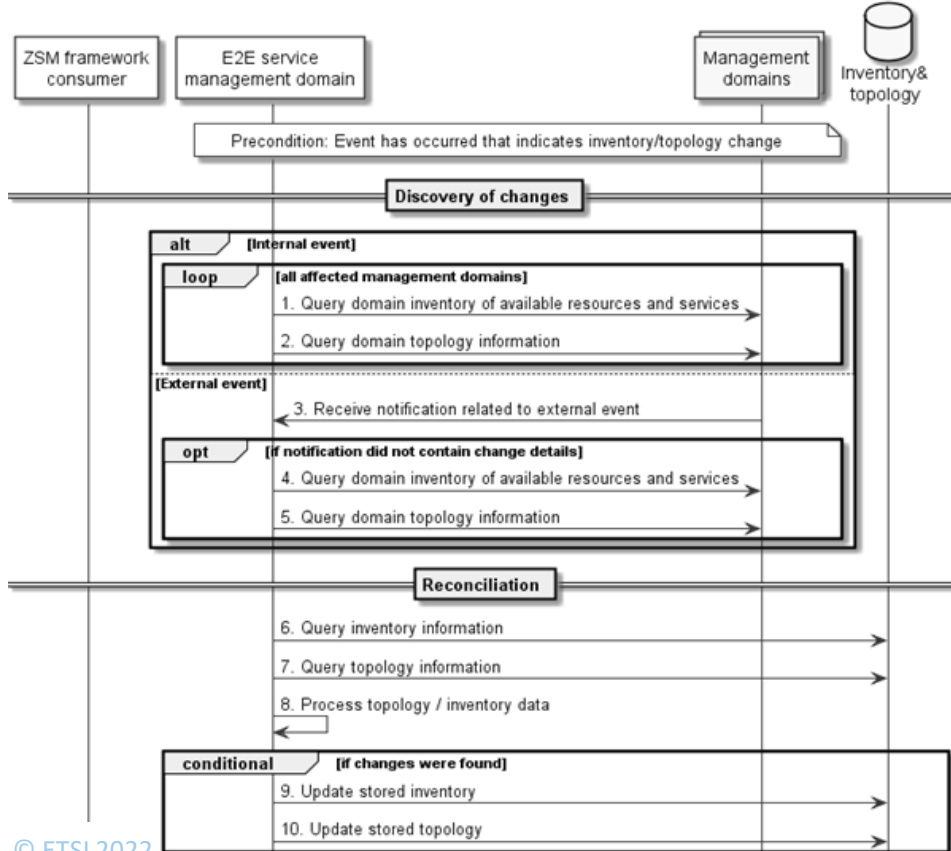 ZSM framework
consumer
E2E service
management domain
Management
domains
Inventory&
topology
Precondition: Event has occurred that indicates inventory/topology change
Discovery of changes
alt [Internal event]
loop [all affected management domains]
1. Query domain inventory of available resources and services
2. Query domain topology information
[External event]
3. Receive notification related to external event
opt [if notification did not contain change details]
4. Query domain inventory of available resources and services
5. Query domain topology information
Reconciliation
6. Query inventory information
7. Query topology information
8. Process topology / inventory data
conditional [if changes were found]
9. Update stored inventory
10. Update stored topology
© ETSI 2022